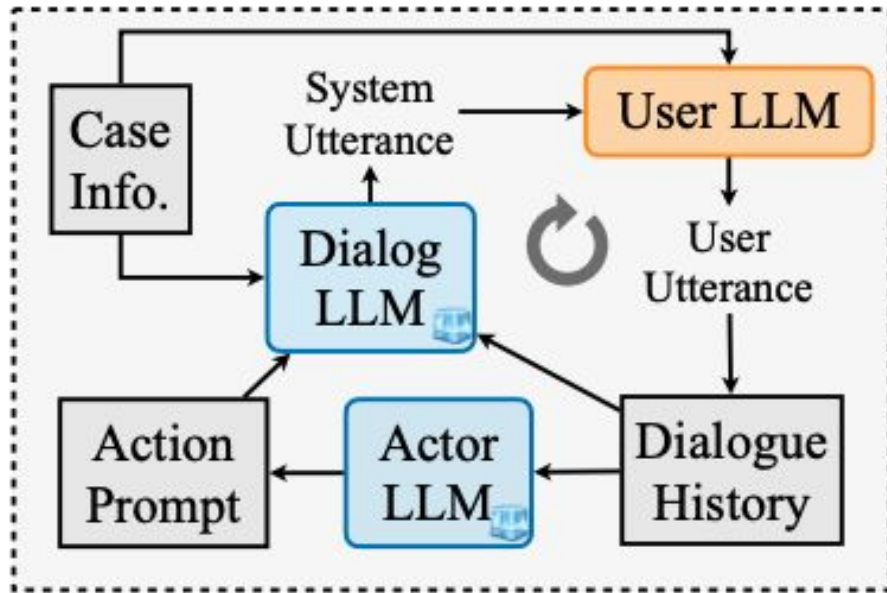 Case
Info.
System
Utterance
User LLM
Dialog
LLM
User
Utterance
Action
Prompt
Actor
LLM
Dialogue
History